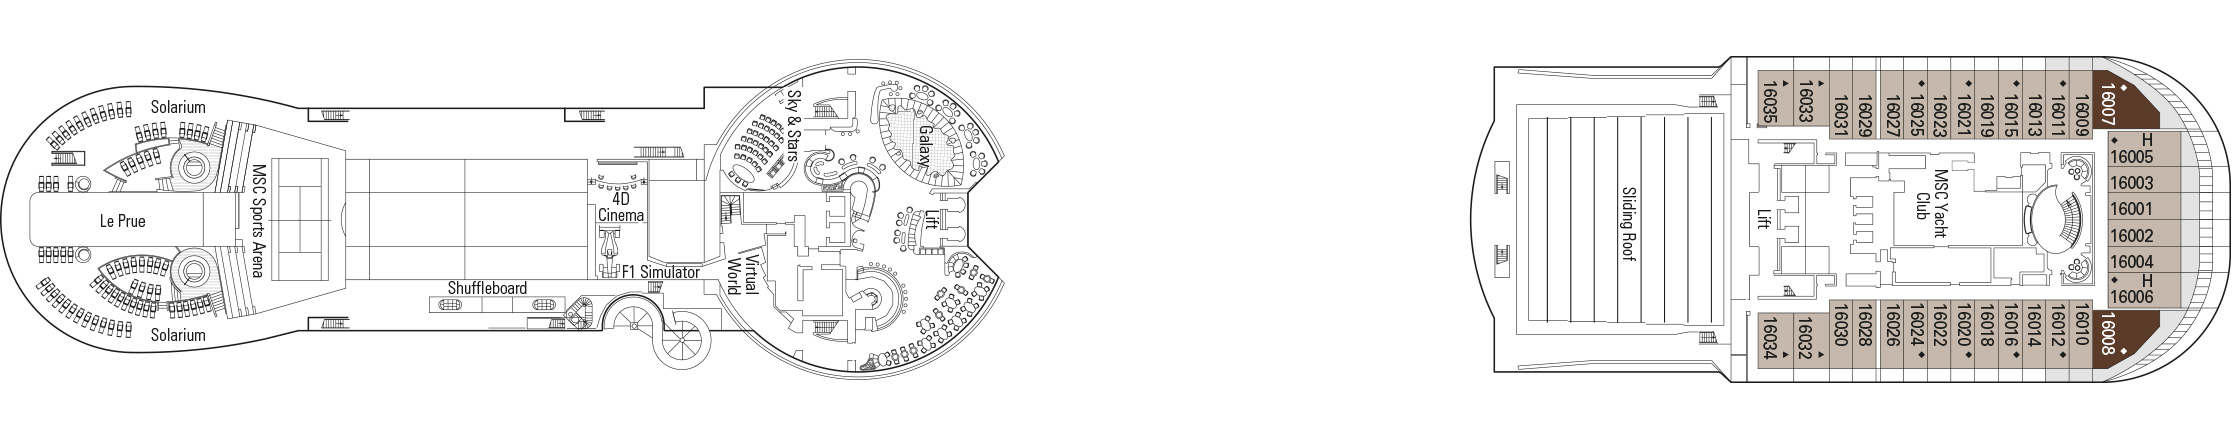 Solarium
Le Prue
Solarium
MSC Sports Arena
Shuffleboard
4D
Cinema
F1 Simulator
Virtual
World
Sky & Stars
Galaxy
Lift
Sliding Roof
Lift
MSC Yacht
Club
16035
16033
16031
16029
16027
16025
16023
16021
16019
16015
16013
16011
16009
16007
H
16005
16003
16001
16002
16004
H
16006
16034
16032
16030
16028
16026
16024
16022
16020
16018
16016
16014
16012
16010
16008